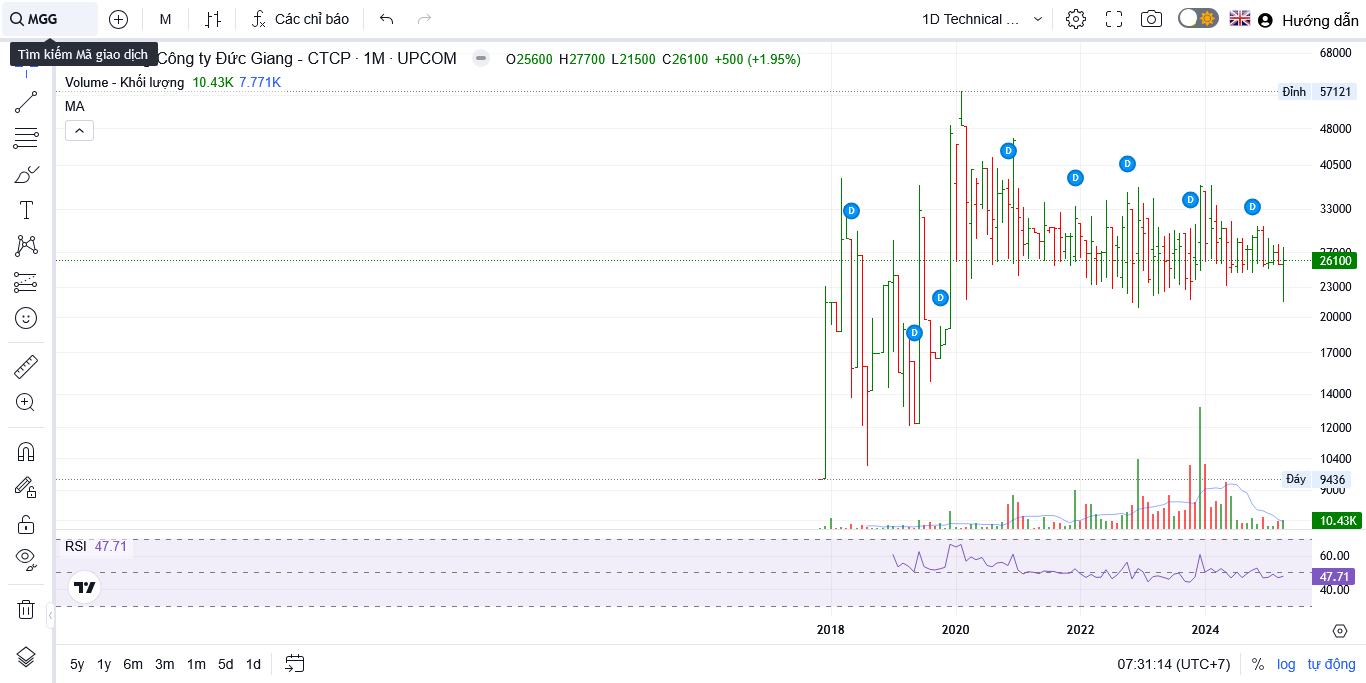 MGG M Các chỉ báo 1D Technical ... Hướng dẫn
Tìm kiếm Mã giao dịch
Công ty Đức Giang - CTCP · 1M · UPCOM O25600 H27700 L21500 C26100 +500 (+1.95%)
Volume - Khối lượng 10.43K 7.771K
MA
68000
Đỉnh 57121
48000
40500
D
D
D
D
D
D
33000
27000
26100
23000
D
20000
D
17000
14000
12000
10400
Đáy 9436
9000
10.43K
RSI 47.71
60.00
47.71
40.00
2018 2020 2022 2024
5y 1y 6m 3m 1m 5d 1d 07:31:14 (UTC+7) % log tự động